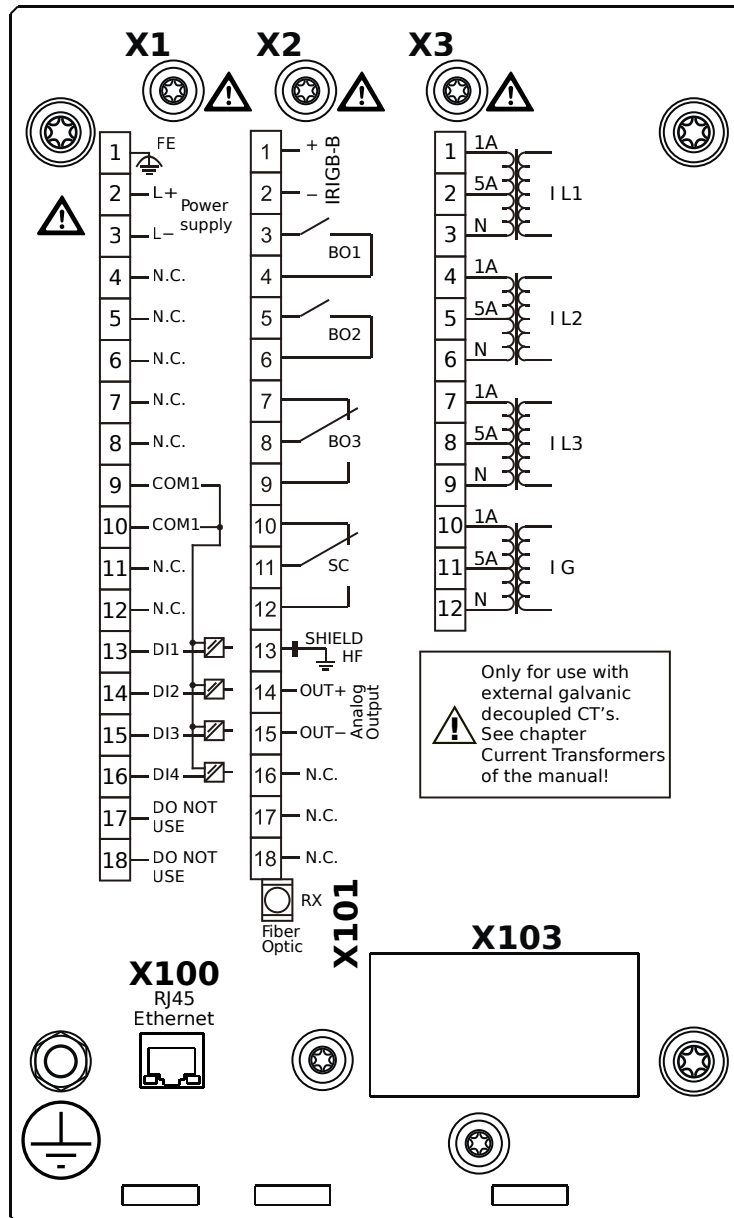 X1
X2
X3
1 FE
2 L+
Power
supply
3 L−
4 N.C.
5 N.C.
6 N.C.
7 N.C.
8 N.C.
9 COM1
10 COM1
11 N.C.
12 N.C.
13 DI1
14 DI2
15 DI3
16 DI4
17 DO NOT
USE
18 DO NOT
USE
1 +
IRIGB-B
2 −
3
BO1
4
5
BO2
6
7
8 BO3
9
10
11 SC
12
13 SHIELD
HF
14 OUT+
Analog
Output
15 OUT−
16 N.C.
17 N.C.
18 N.C.
RX
Fiber
Optic
X101
1 1A
2 5A I L1
3 N
4 1A
5 5A I L2
6 N
7 1A
8 5A I L3
9 N
10 1A
11 5A I G
12 N
Only for use with
external galvanic
decoupled CT's.
See chapter
Current Transformers
of the manual!
X103
X100
RJ45
Ethernet